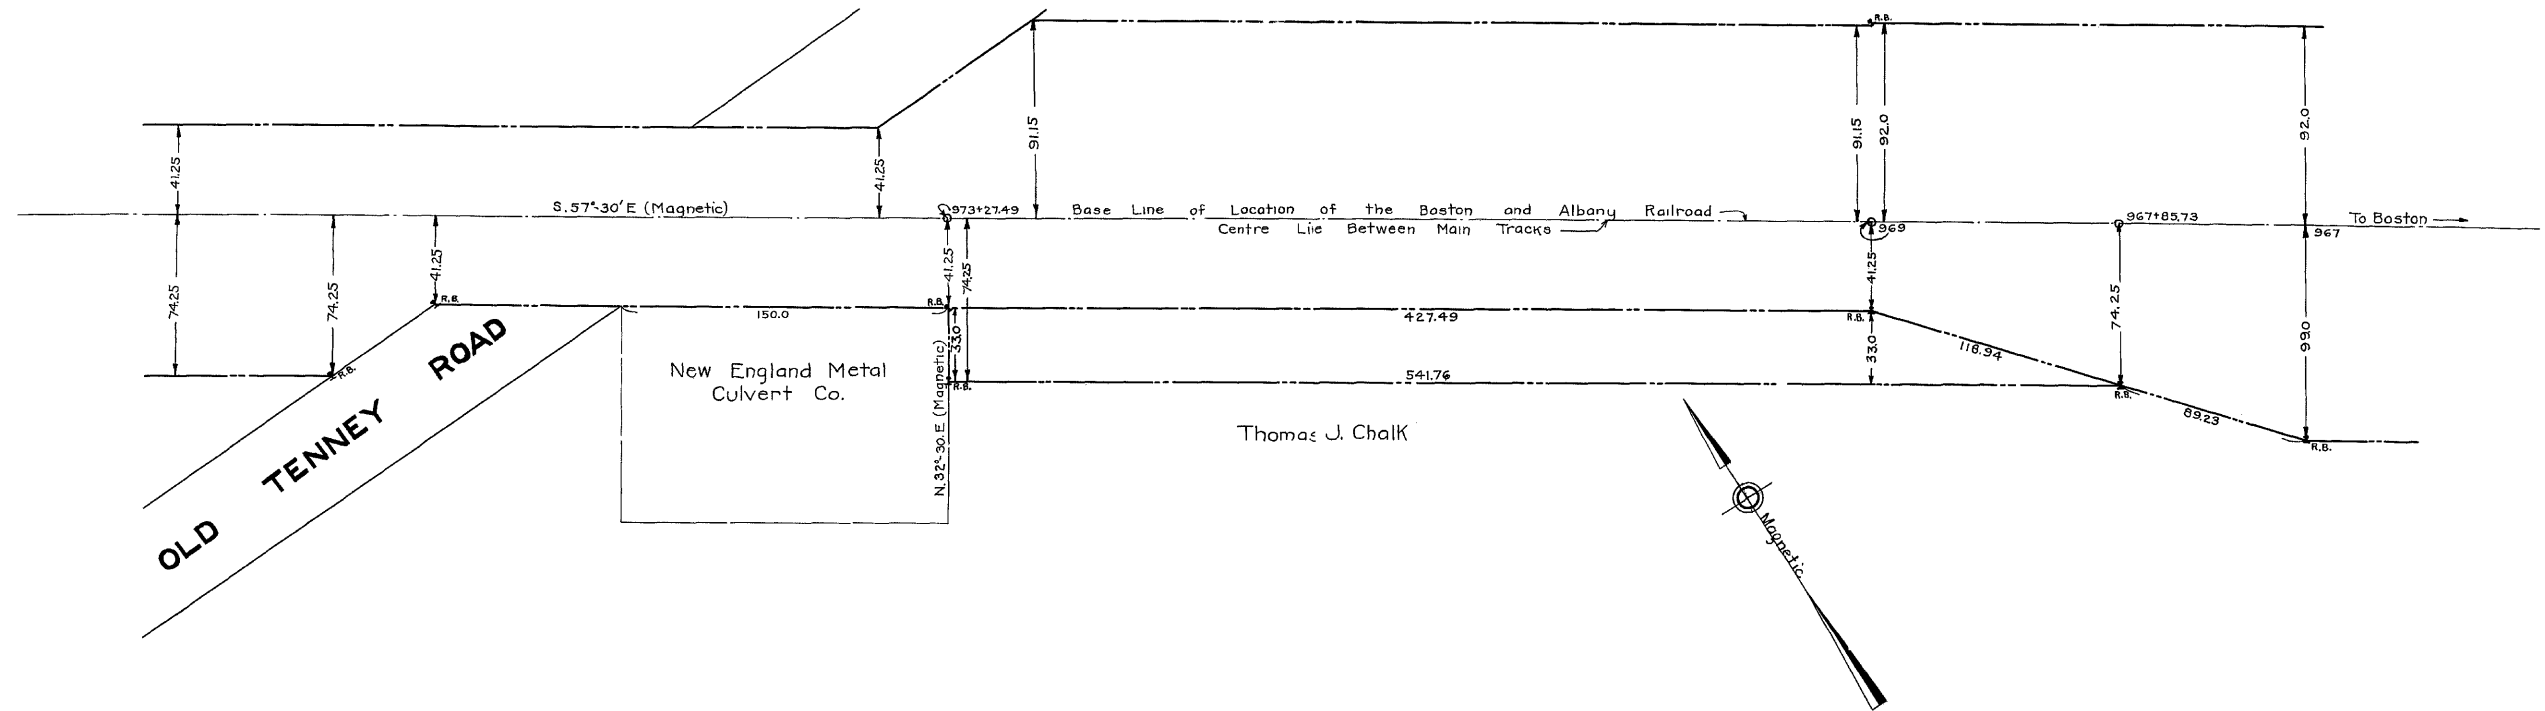 R.B.
41.25
41.25
91.15
91.15
92.0
92.0
S.57°-30'E (Magnetic)
973+27.49
Base Line of Location of the Boston and Albany Railroad
Centre Liie Between Main Tracks
969
967+85.73
To Boston
967
74.25
74.25
41.25
R.B.
R.B.
150.0
R.B.
41.25
74.25
33.0
R.B.
N.32°-30.E (Magnetic)
427.49
541.76
R.B.
41.25
33.0
118.94
74.25
R.B.
89.23
99.0
R.B.
New England Metal
Culvert Co.
Thomas J. Chalk
OLD TENNEY ROAD
Magnetic